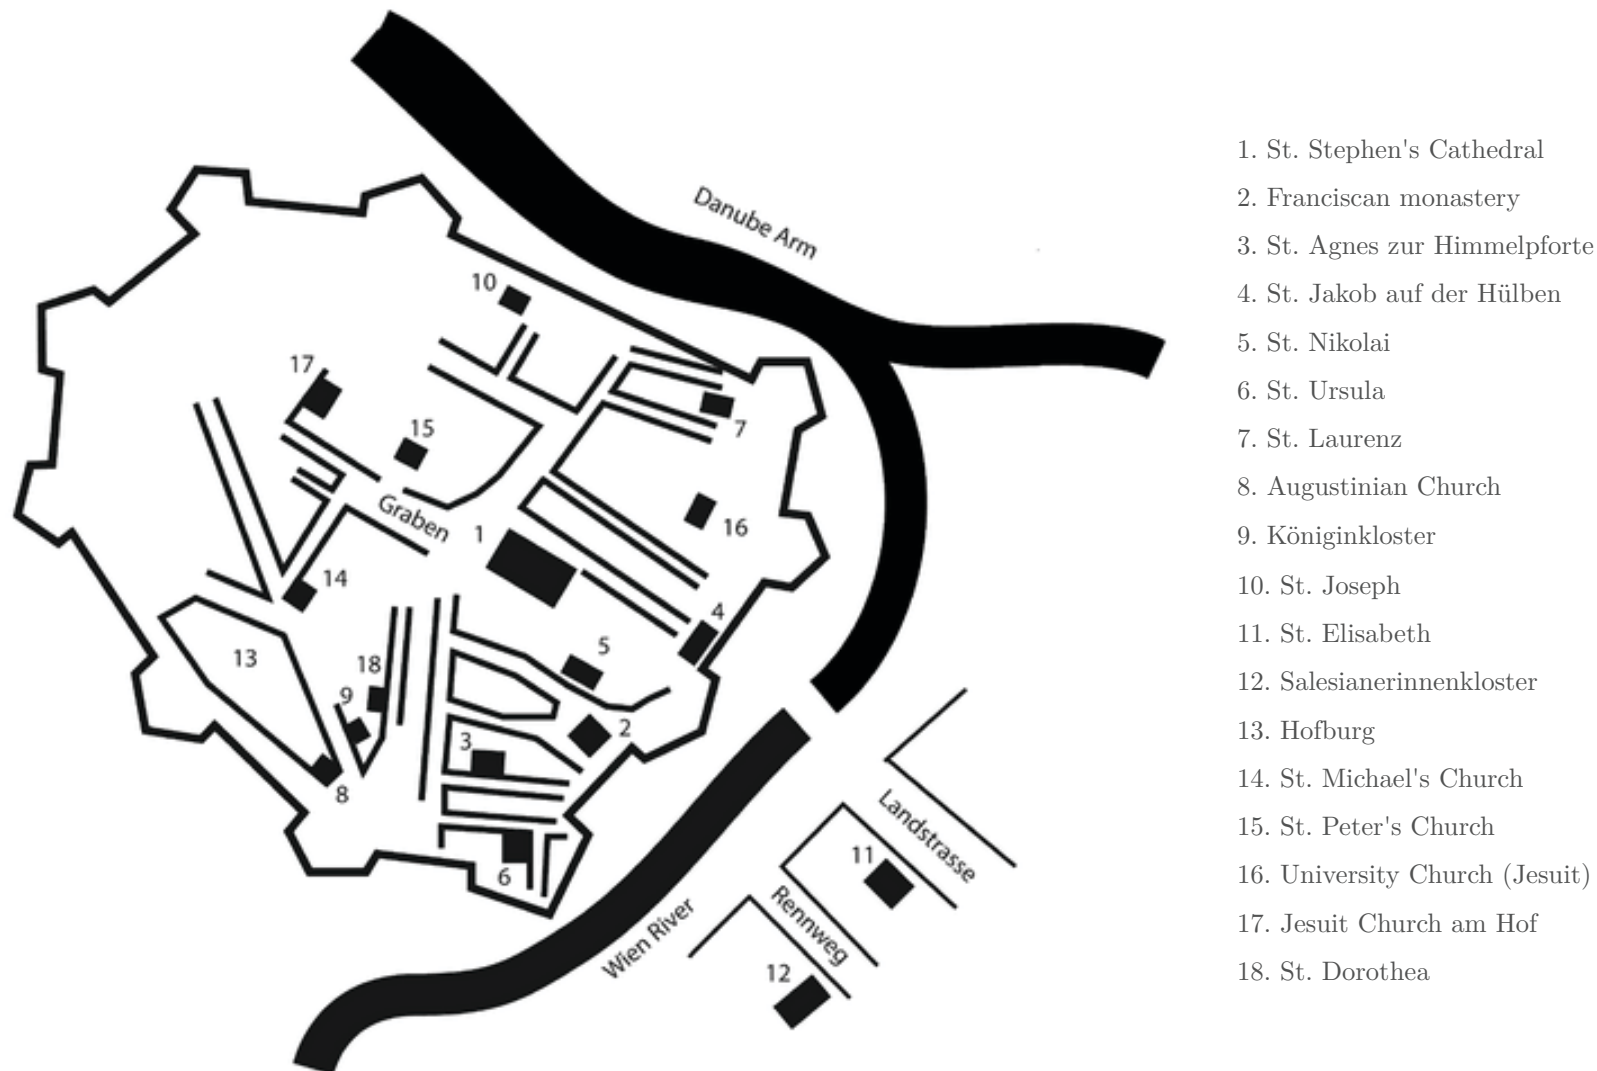 Danube Arm
10
17
15
7
Graben
1
16
14
4
13
5
18
9
2
3
8
6
Wien River
Landstrasse
11
Rennweg
12
1. St. Stephen's Cathedral
2. Franciscan monastery
3. St. Agnes zur Himmelpforte
4. St. Jakob auf der Hülben
5. St. Nikolai
6. St. Ursula
7. St. Laurenz
8. Augustinian Church
9. Königinkloster
10. St. Joseph
11. St. Elisabeth
12. Salesianerinnenkloster
13. Hofburg
14. St. Michael's Church
15. St. Peter's Church
16. University Church (Jesuit)
17. Jesuit Church am Hof
18. St. Dorothea